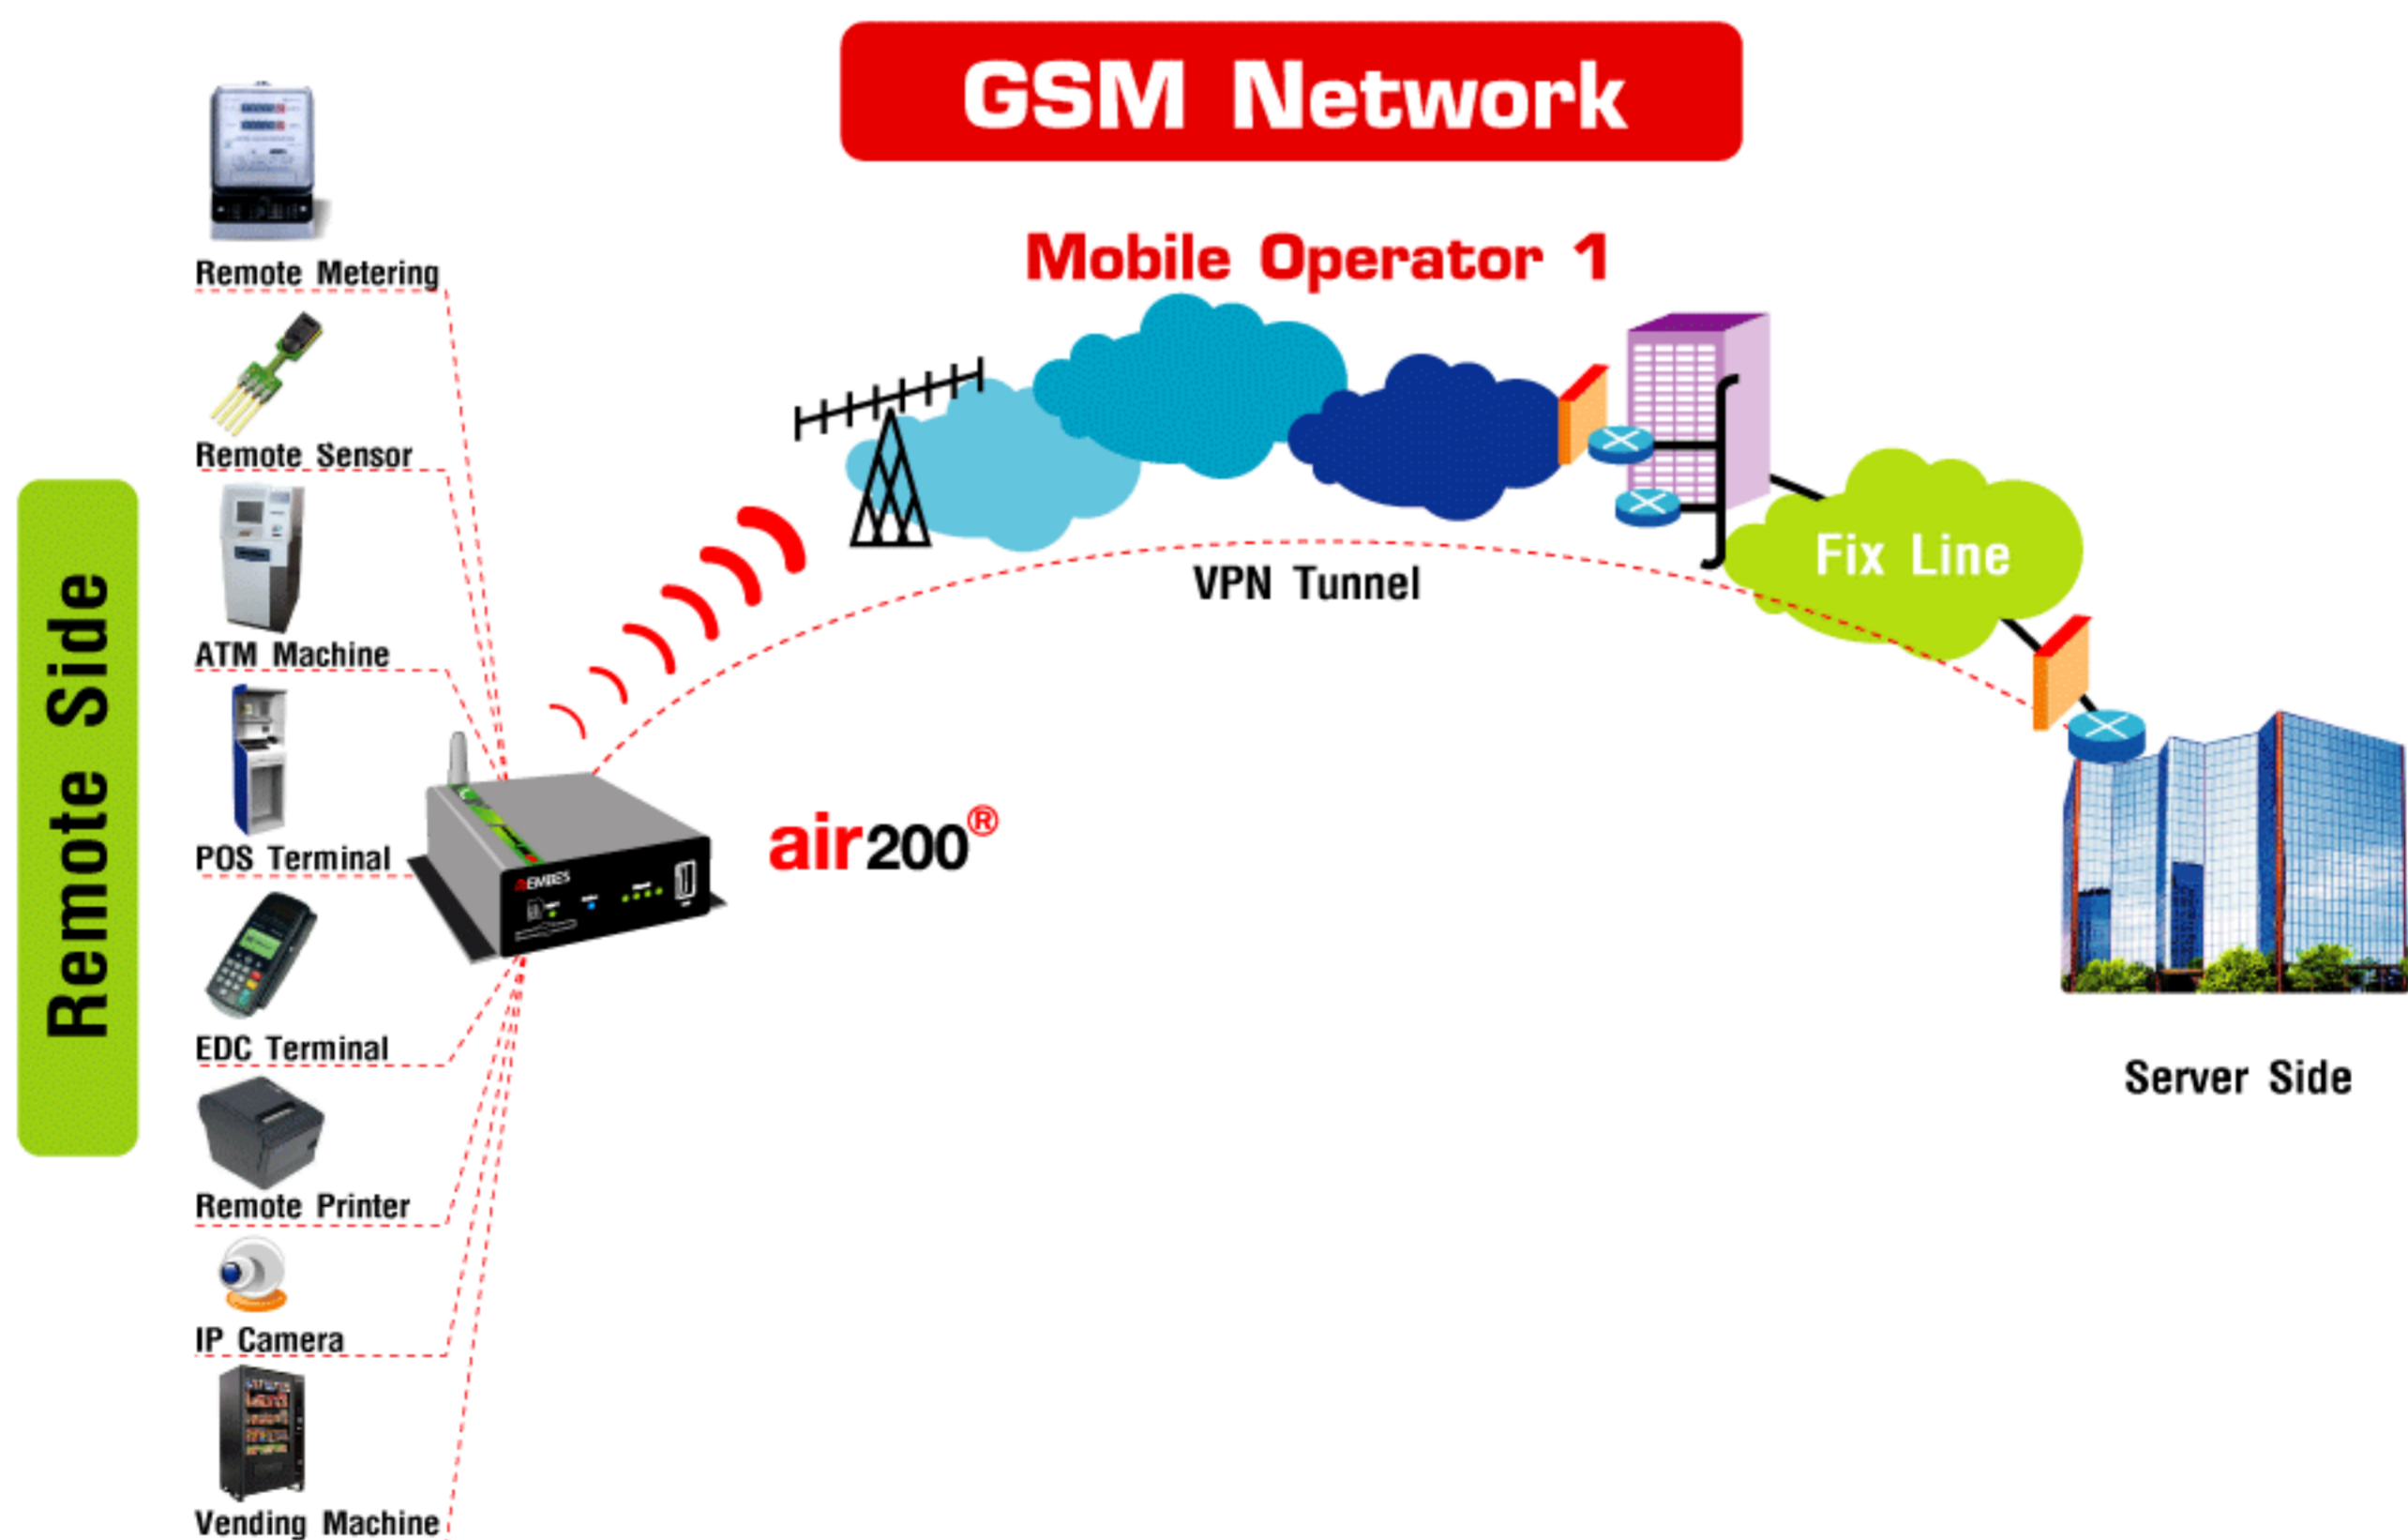 GSM Network
Mobile Operator 1
Remote Metering
Remote Sensor
ATM Machine
POS Terminal
EDC Terminal
Remote Printer
IP Camera
Vending Machine
Remote Side
VPN Tunnel
Fix Line
air200®
EMBES
Server Side